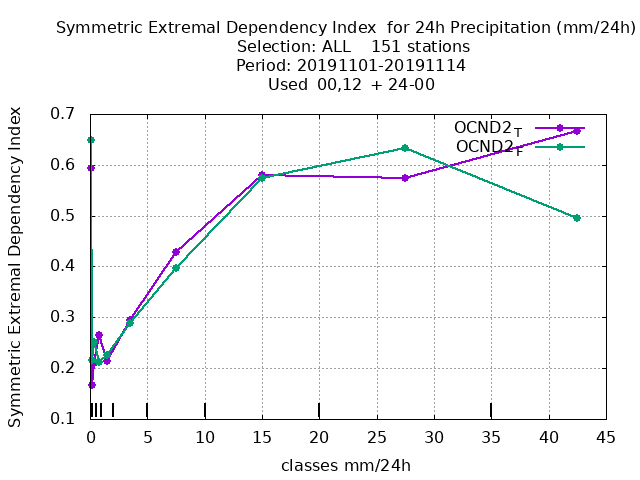 Symmetric Extremal Dependency Index  for 24h Precipitation (mm/24h)
Selection: ALL    151 stations
Period: 20191101-20191114
Used  00,12  + 24-00
OCND2_T
OCND2_F
Symmetric Extremal Dependency Index
0.7
0.6
0.5
0.4
0.3
0.2
0.1
0 5 10 15 20 25 30 35 40 45
classes mm/24h